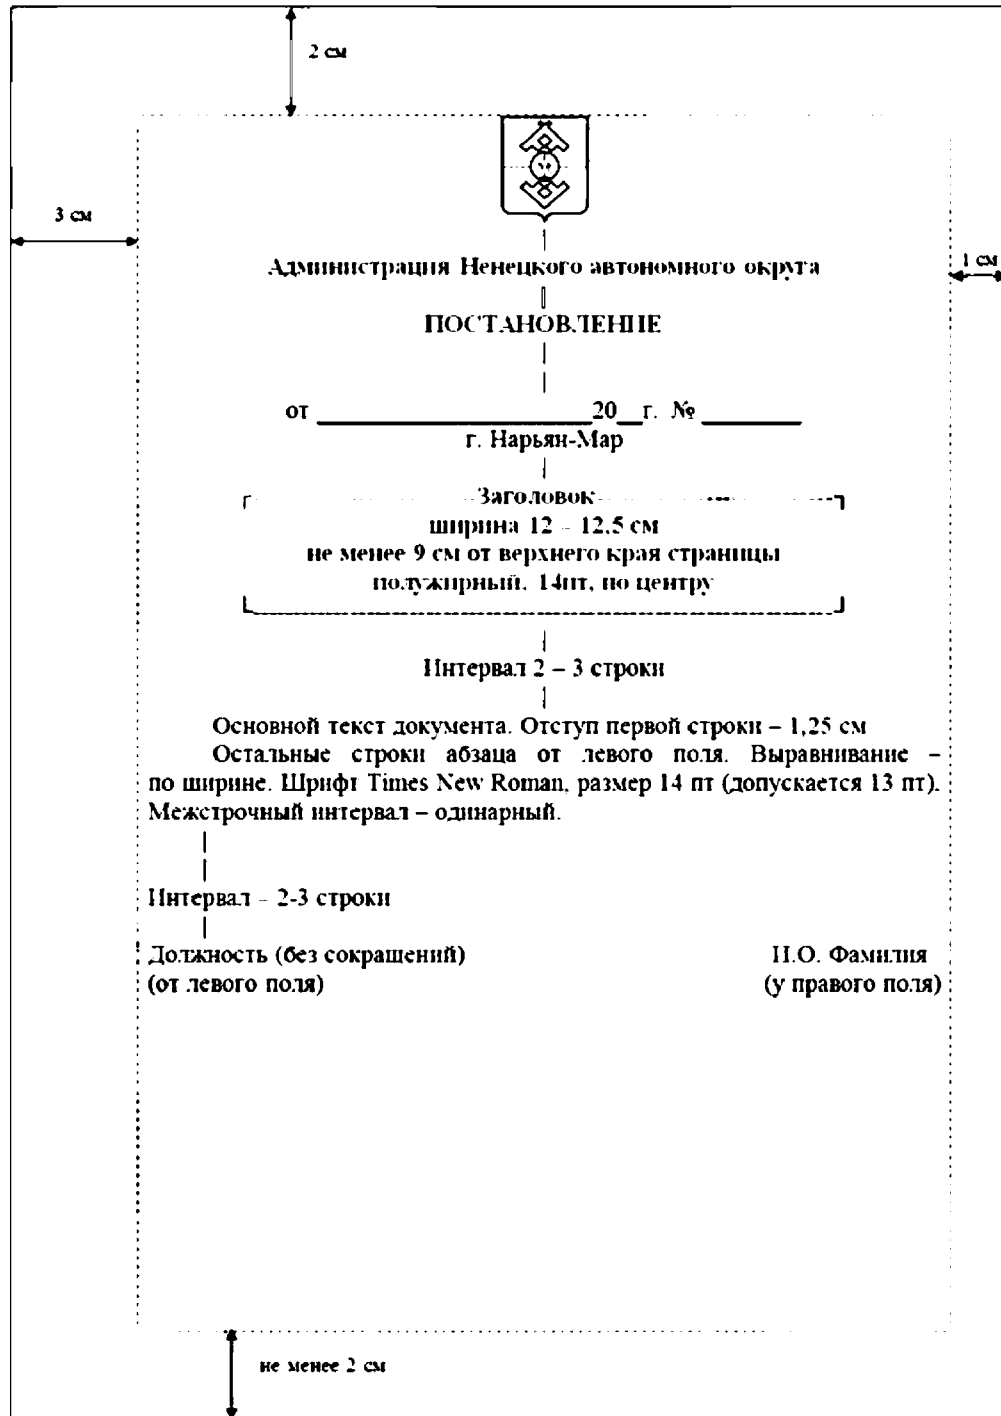 2 см
3 см
Администрация Ненецкого автономного округа
1 см
ПОСТАНОВЛЕНИЕ
от ______________________20__г. № ________
г. Нарьян-Мар
Заголовок
ширина 12 – 12.5 см
не менее 9 см от верхнего края страницы
полужирный. 14пт, по центру
Интервал 2 – 3 строки
Основной текст документа. Отступ первой строки – 1,25 см
Остальные строки абзаца от левого поля. Выравнивание –
по ширине. Шрифт Times New Roman, размер 14 пт (допускается 13 пт).
Межстрочный интервал – одинарный.
Интервал – 2-3 строки
Должность (без сокращений) И.О. Фамилия
(от левого поля) (у правого поля)
не менее 2 см